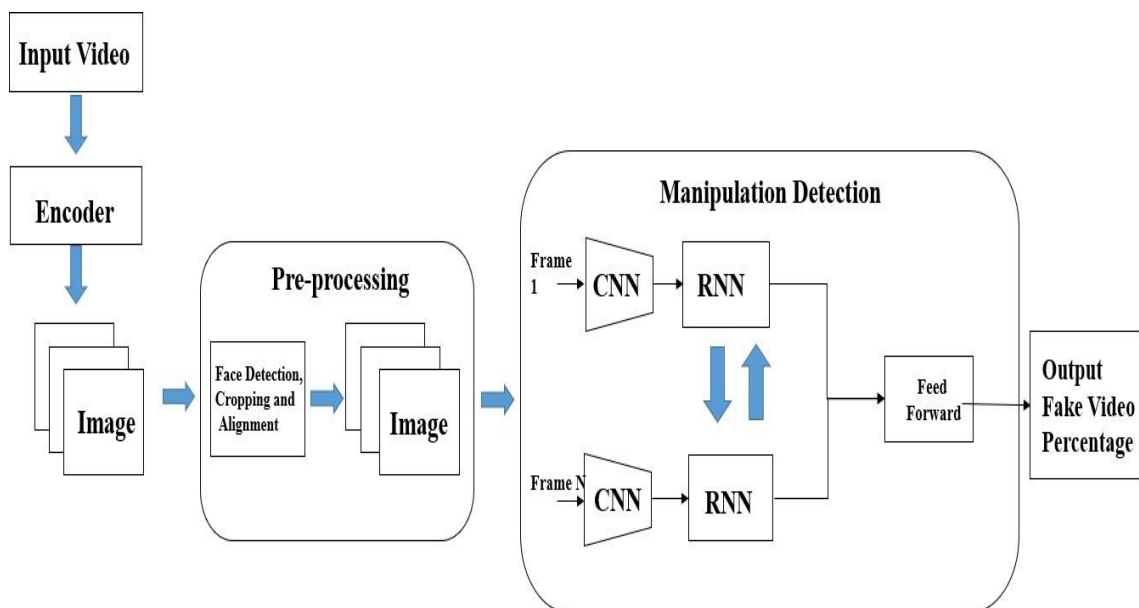 Input Video
Encoder
Image
Pre-processing
Face Detection,
Cropping and
Alignment
Image
Manipulation Detection
Frame
1
CNN
RNN
Frame N
CNN
RNN
Feed
Forward
Output
Fake Video
Percentage